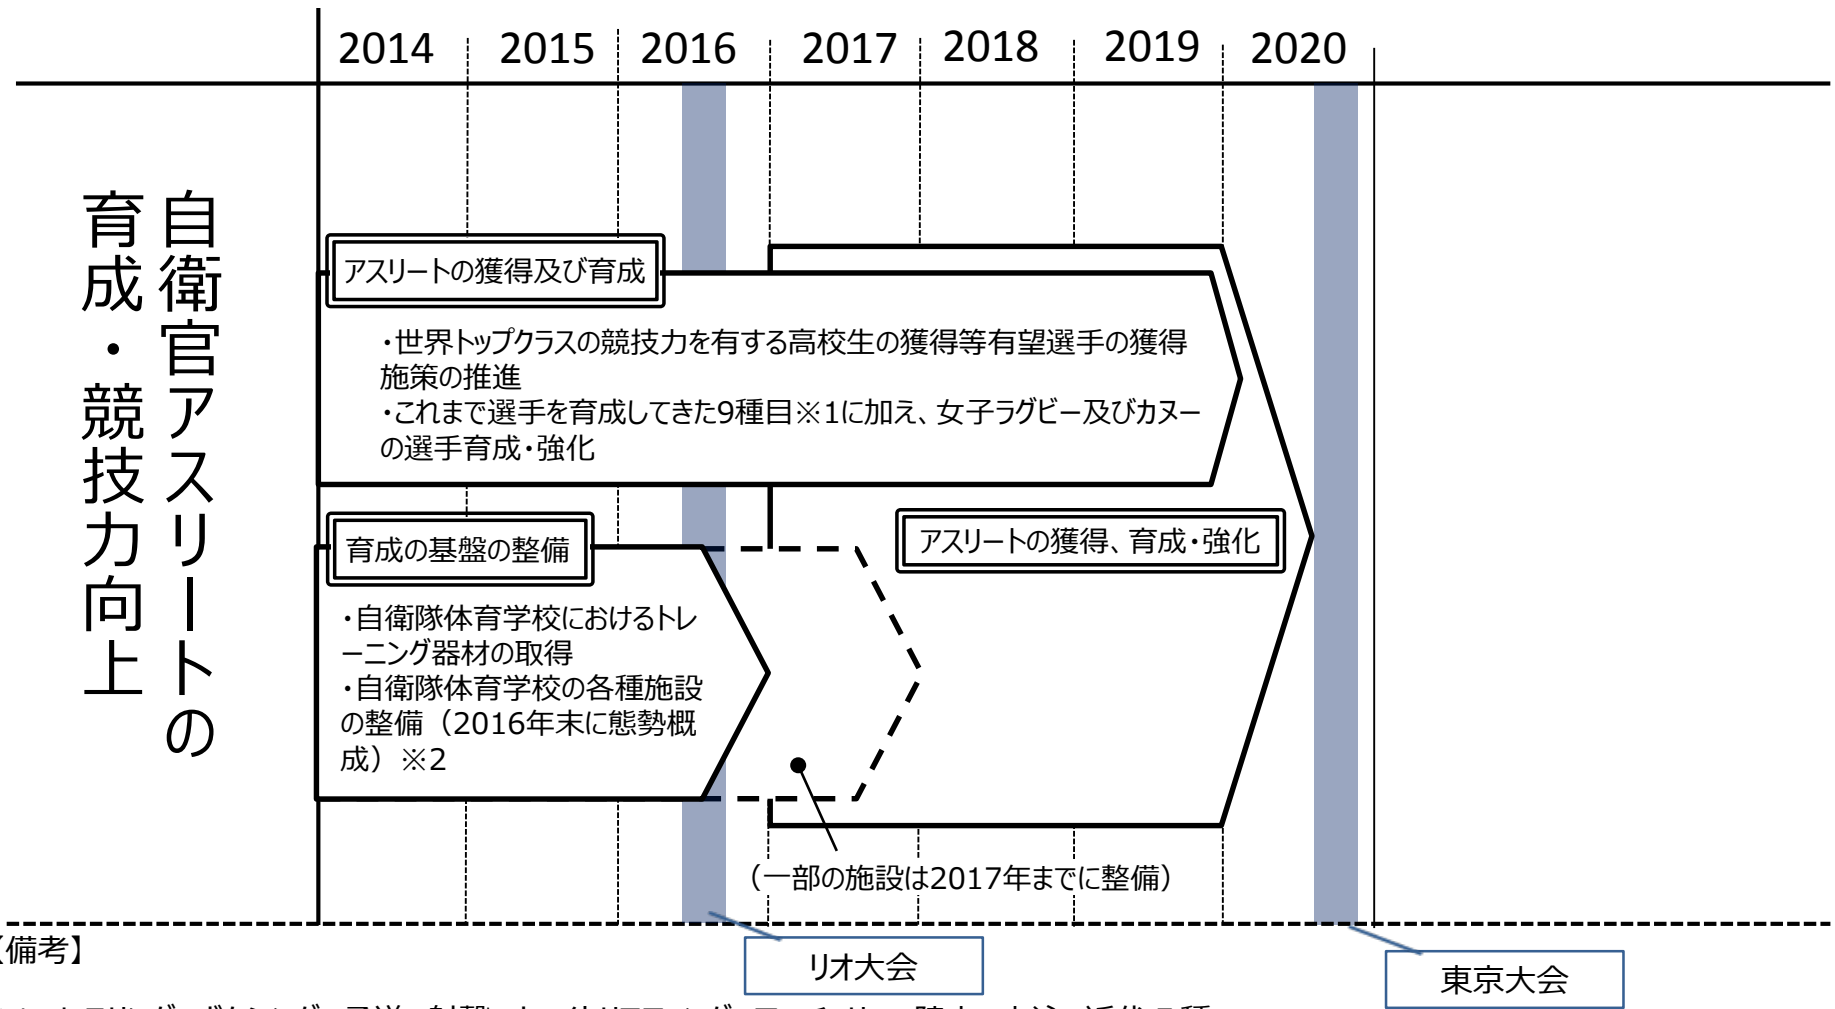 2014 2015 2016 2017 2018 2019 2020
自衛官アスリートの
育成・競技力向上
アスリートの獲得及び育成
・世界トップクラスの競技力を有する高校生の獲得等有望選手の獲得
施策の推進
・これまで選手を育成してきた9種目※1に加え、女子ラグビー及びカヌー
の選手育成・強化
育成の基盤の整備
・自衛隊体育学校におけるトレ
ーニング器材の取得
・自衛隊体育学校の各種施設
の整備（2016年末に態勢概
成）※2
アスリートの獲得、育成・強化
（一部の施設は2017年までに整備）
【備考】
リオ大会
東京大会